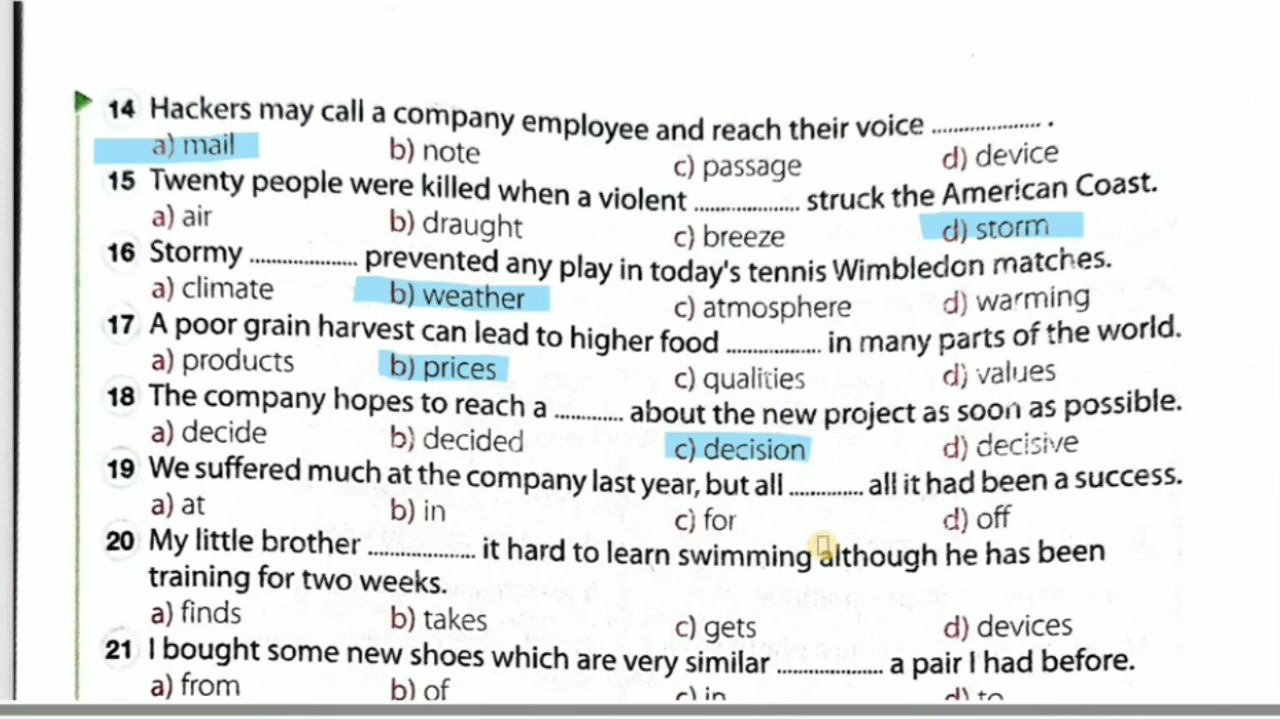 14 Hackers may call a company employee and reach their voice .................... .
a) mail b) note c) passage d) device
15 Twenty people were killed when a violent ................... struck the American Coast.
a) air b) draught c) breeze d) storm
16 Stormy ................... prevented any play in today's tennis Wimbledon matches.
a) climate b) weather c) atmosphere d) warming
17 A poor grain harvest can lead to higher food ................. in many parts of the world.
a) products b) prices c) qualities d) values
18 The company hopes to reach a ............ about the new project as soon as possible.
a) decide b) decided c) decision d) decisive
19 We suffered much at the company last year, but all ............. all it had been a success.
a) at b) in c) for d) off
20 My little brother ................... it hard to learn swimming although he has been
training for two weeks.
a) finds b) takes c) gets d) devices
21 I bought some new shoes which are very similar ................... a pair I had before.
a) from b) of c) in d) to